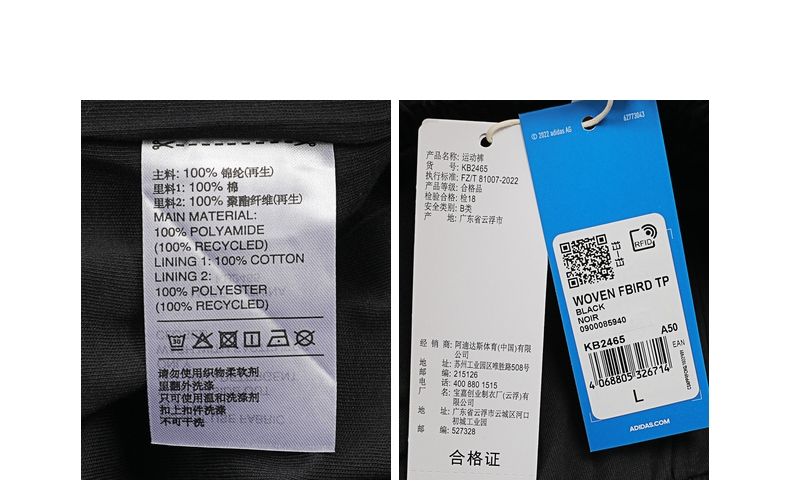 主料: 100% 锦纶(再生)
里料1: 100% 棉
里料2: 100% 聚酯纤维(再生)
MAIN MATERIAL:
100% POLYAMIDE
(100% RECYCLED)
LINING 1: 100% COTTON
LINING 2:
100% POLYESTER
(100% RECYCLED)
请勿使用织物柔软剂
里翻外洗涤
只可使用温和洗涤剂
扣上扣件洗涤
不可干洗
产品名称: 运动裤
货 号: KB2465
执行标准: FZ/T 81007-2022
产品等级: 合格品
检验合格: 检18
安全类别: B类
产 地: 广东省云浮市
经 销 商: 阿迪达斯体育(中国)有限公司
地 址: 苏州工业园区唯胜路508号
邮 编: 215126
电 话: 400 880 1515
厂 名: 宝嘉创业制衣厂(云浮)有限公司
地 址: 广东省云浮市云城区河口初城工业园
邮 编: 527328
合格证
© 2022 adidas AG
62773043
RFID
WOVEN FBIRD TP
BLACK
NOIR
0900085940
KB2465
A50
EAN
4 068805 326714
L
ADIDAS.COM